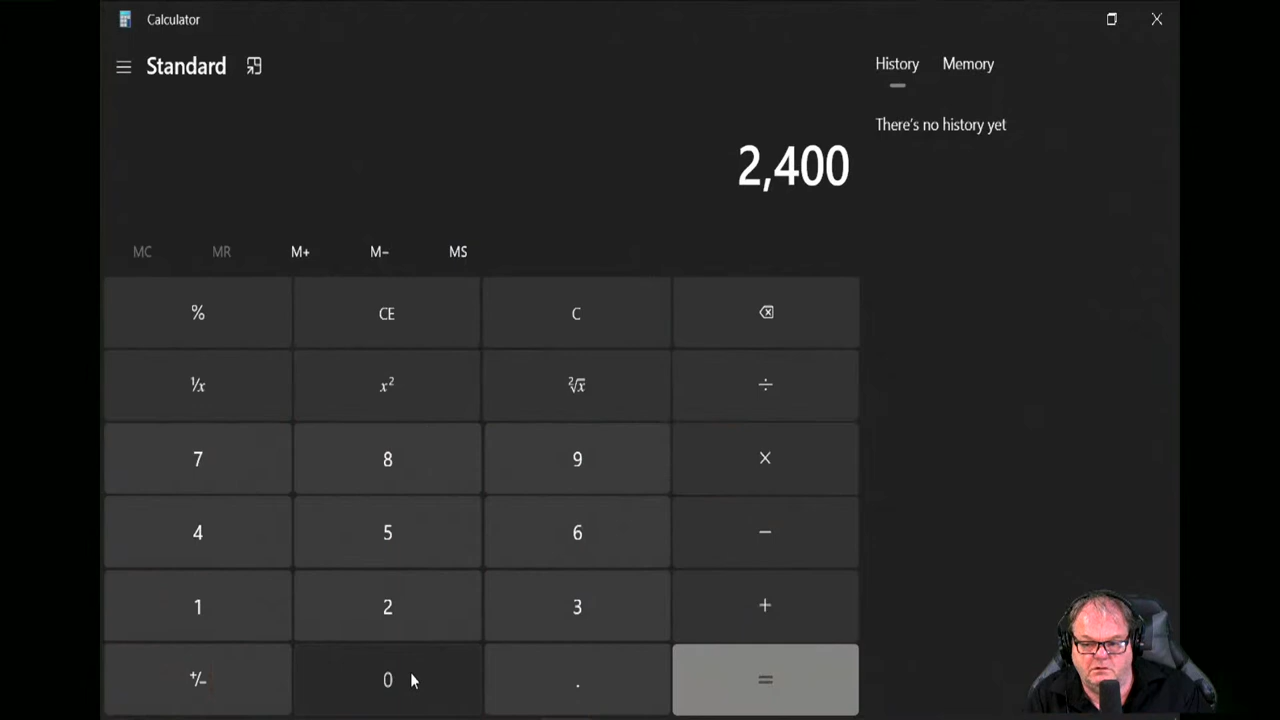 Calculator
Standard
History Memory
There's no history yet
2,400
MC MR M+ M− MS
% CE C
¹/x x² ²√x ÷
7 8 9 ×
4 5 6 −
1 2 3 +
+/− 0 . =